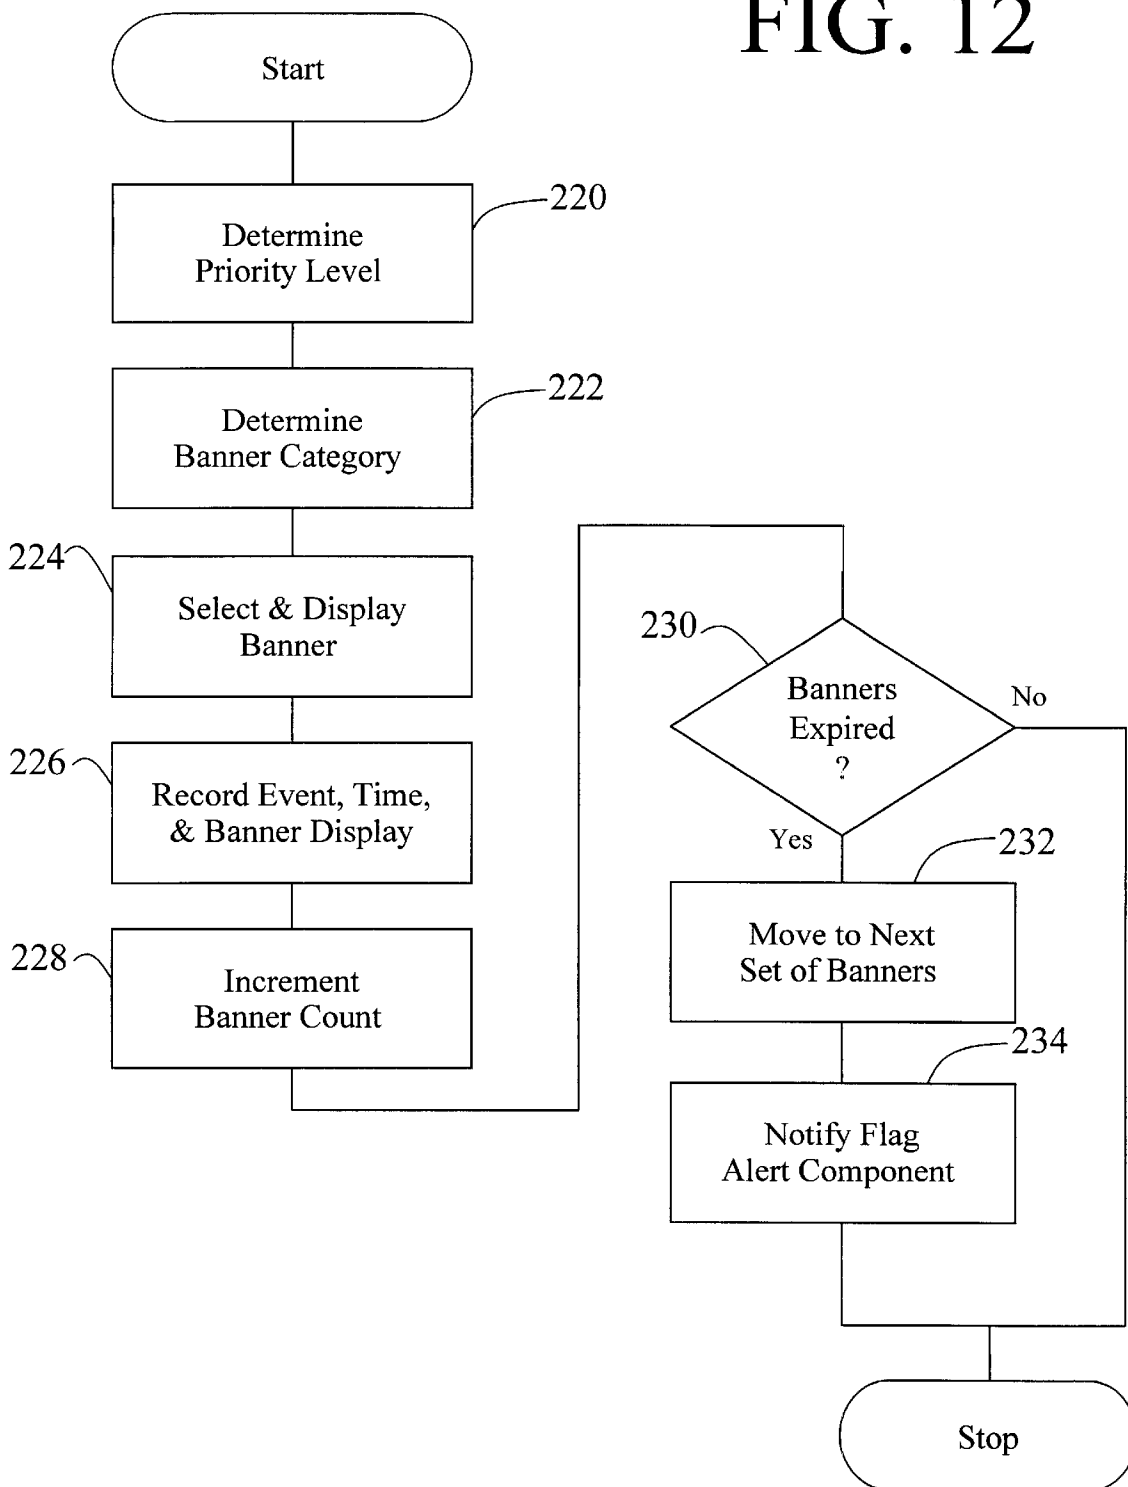 FIG. 12
Start
220
Determine
Priority Level
222
Determine
Banner Category
224
Select & Display
Banner
226
Record Event, Time,
& Banner Display
228
Increment
Banner Count
230
Banners
Expired
?
No
Yes
232
Move to Next
Set of Banners
234
Notify Flag
Alert Component
Stop